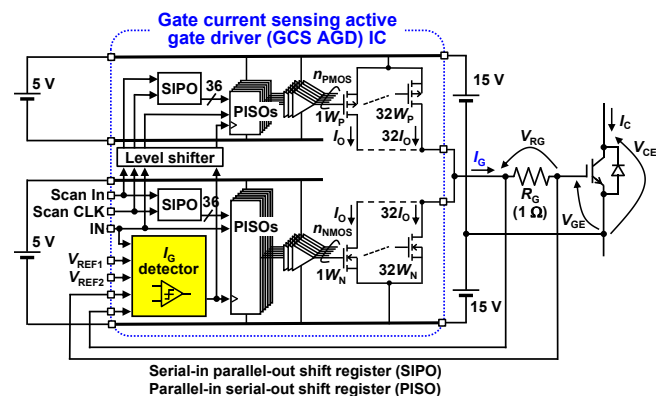 Gate current sensing active
gate driver (GCS AGD) IC
5 V
SIPO
36
PISOs
nPMOS
1WP
32WP
IO
32IO
15 V
Level shifter
IG
VRG
IC
VCE
RG
(1 Ω)
VGE
Scan In
Scan CLK
IN
VREF1
VREF2
5 V
SIPO
36
PISOs
IG
detector
nNMOS
IO
32IO
1WN
32WN
15 V
Serial-in parallel-out shift register (SIPO)
Parallel-in serial-out shift register (PISO)